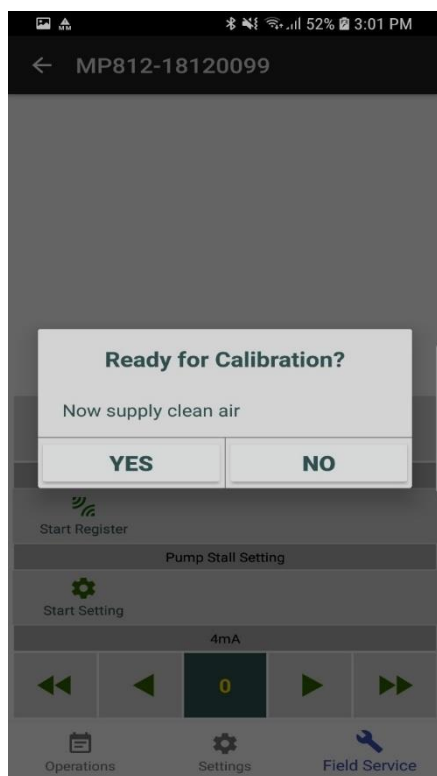 MM 52% 3:01 PM
MP812-18120099
Ready for Calibration?
Now supply clean air
YES NO
Start Register
Pump Stall Setting
Start Setting
4mA
0
Operations Settings Field Service